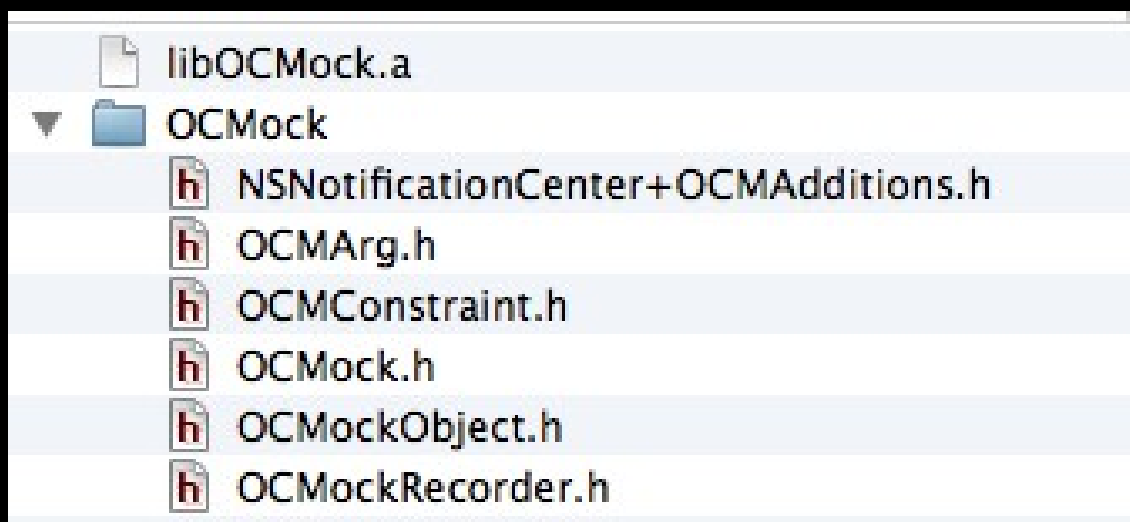 libOCMock.a
OCMock
h NSNotificationCenter+OCMAdditions.h
h OCMArg.h
h OCMConstraint.h
h OCMock.h
h OCMockObject.h
h OCMockRecorder.h